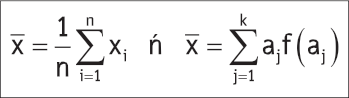 x̅ = 1/n ∑_{i=1}^{n} x_i ń x̅ = ∑_{j=1}^{k} a_j f(a_j)